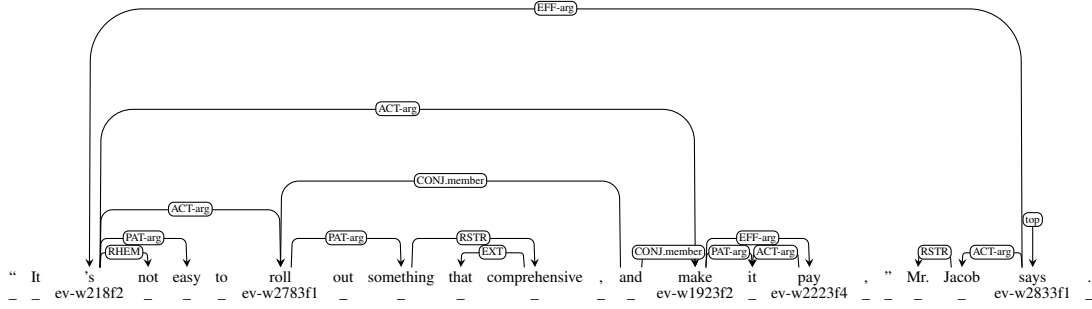 EFF-arg
ACT-arg
CONJ.member
ACT-arg top
PAT-arg PAT-arg RSTR EFF-arg
RHEM EXT CONJ.member PAT-arg ACT-arg RSTR ACT-arg
“ It 's not easy to roll out something that comprehensive , and make it pay , ” Mr. Jacob says .
_ _ ev-w218f2 _ _ _ ev-w2783f1 _ _ _ _ _ _ ev-w1923f2 _ ev-w2223f4 _ _ _ _ ev-w2833f1 _